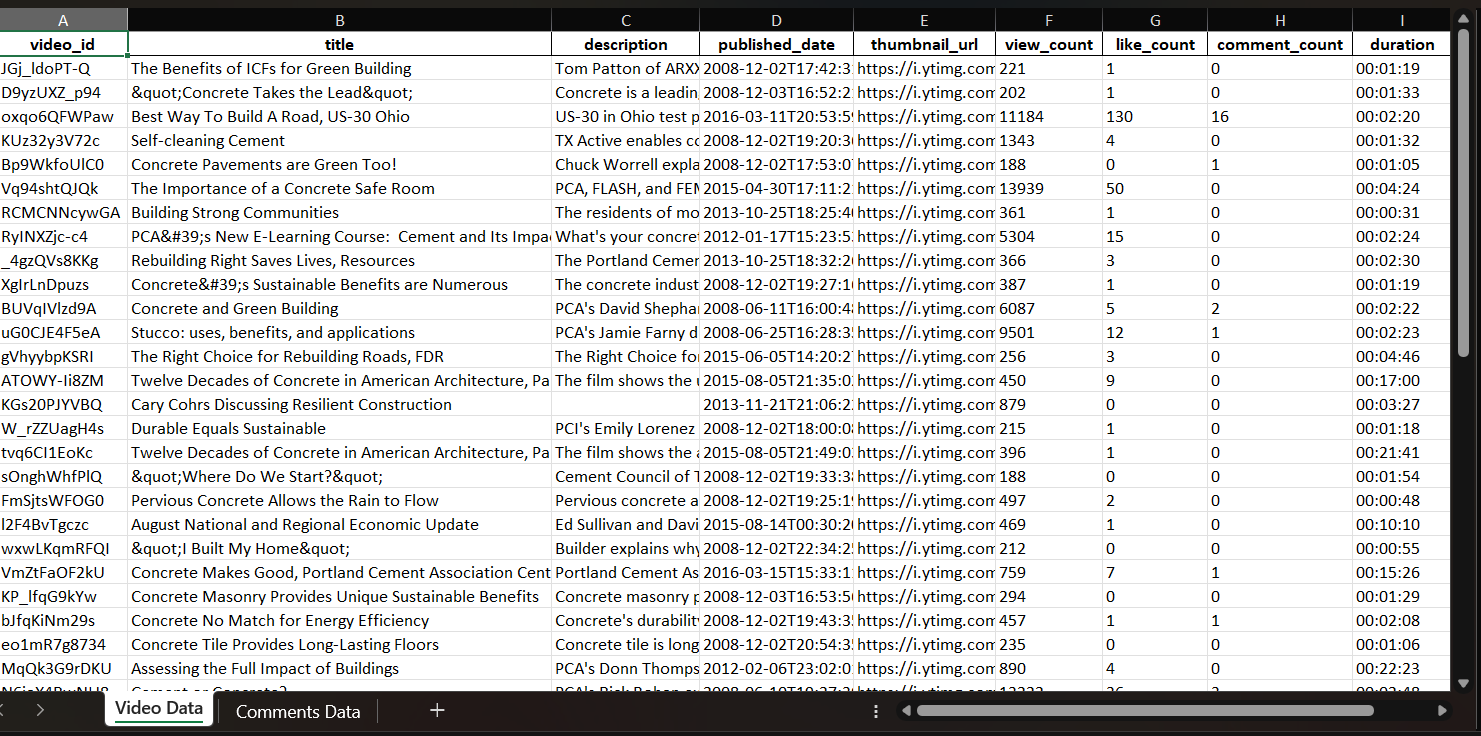 A B C D E F G H I
video_id title description published_date thumbnail_url view_count like_count comment_count duration
JGj_ldoPT-Q The Benefits of ICFs for Green Building Tom Patton of ARXX 2008-12-02T17:42:3 https://i.ytimg.com 221 1 0 00:01:19
D9yzUXZ_p94 &quot;Concrete Takes the Lead&quot; Concrete is a leadin 2008-12-03T16:52:2 https://i.ytimg.com 202 1 0 00:01:33
oxqo6QFWPaw Best Way To Build A Road, US-30 Ohio US-30 in Ohio test p 2016-03-11T20:53:5 https://i.ytimg.com 11184 130 16 00:02:20
KUz32y3V72c Self-cleaning Cement TX Active enables co 2008-12-02T19:20:3 https://i.ytimg.com 1343 4 0 00:01:32
Bp9WkfoUlC0 Concrete Pavements are Green Too! Chuck Worrell expla 2008-12-02T17:53:0 https://i.ytimg.com 188 0 1 00:01:05
Vq94shtQJQk The Importance of a Concrete Safe Room PCA, FLASH, and FEM 2015-04-30T17:11:2 https://i.ytimg.com 13939 50 0 00:04:24
RCMCNNcywGA Building Strong Communities The residents of mo 2013-10-25T18:25:4 https://i.ytimg.com 361 1 0 00:00:31
RyINXZjc-c4 PCA&#39;s New E-Learning Course:  Cement and Its Impa What's your concret 2012-01-17T15:23:5 https://i.ytimg.com 5304 15 0 00:02:24
_4gzQVs8KKg Rebuilding Right Saves Lives, Resources The Portland Cemer 2013-10-25T18:32:2 https://i.ytimg.com 366 3 0 00:02:30
XgIrLnDpuzs Concrete&#39;s Sustainable Benefits are Numerous The concrete indust 2008-12-02T19:27:1 https://i.ytimg.com 387 1 0 00:01:19
BUVqIVlzd9A Concrete and Green Building PCA's David Shepha 2008-06-11T16:00:4 https://i.ytimg.com 6087 5 2 00:02:22
uG0CJE4F5eA Stucco: uses, benefits, and applications PCA's Jamie Farny d 2008-06-25T16:28:3 https://i.ytimg.com 9501 12 1 00:02:23
gVhyybpKSRI The Right Choice for Rebuilding Roads, FDR The Right Choice fo 2015-06-05T14:20:2 https://i.ytimg.com 256 3 0 00:04:46
ATOWY-Ii8ZM Twelve Decades of Concrete in American Architecture, Pa The film shows the 2015-08-05T21:35:0 https://i.ytimg.com 450 9 0 00:17:00
KGs20PJYVBQ Cary Cohrs Discussing Resilient Construction 2013-11-21T21:06:2 https://i.ytimg.com 879 0 0 00:03:27
W_rZZUagH4s Durable Equals Sustainable PCI's Emily Lorenez 2008-12-02T18:00:0 https://i.ytimg.com 215 1 0 00:01:18
tvq6CI1EoKc Twelve Decades of Concrete in American Architecture, Pa The film shows the 2015-08-05T21:49:0 https://i.ytimg.com 396 1 0 00:21:41
sOnghWhfPlQ &quot;Where Do We Start?&quot; Cement Council of T 2008-12-02T19:33:3 https://i.ytimg.com 188 0 0 00:01:54
FmSjtsWFOG0 Pervious Concrete Allows the Rain to Flow Pervious concrete a 2008-12-02T19:25:1 https://i.ytimg.com 497 2 0 00:00:48
l2F4BvTgczc August National and Regional Economic Update Ed Sullivan and Davi 2015-08-14T00:30:2 https://i.ytimg.com 469 1 0 00:10:10
wxwLKqmRFQI &quot;I Built My Home&quot; Builder explains why 2008-12-02T22:34:2 https://i.ytimg.com 212 0 0 00:00:55
VmZtFaOF2kU Concrete Makes Good, Portland Cement Association Cent Portland Cement As 2016-03-15T15:33:1 https://i.ytimg.com 759 7 1 00:15:26
KP_lfqG9kYw Concrete Masonry Provides Unique Sustainable Benefits Concrete masonry p 2008-12-03T16:53:5 https://i.ytimg.com 294 0 0 00:01:29
bJfqKiNm29s Concrete No Match for Energy Efficiency Concrete's durabilit 2008-12-02T19:43:3 https://i.ytimg.com 457 1 1 00:02:08
eo1mR7g8734 Concrete Tile Provides Long-Lasting Floors Concrete tile is long 2008-12-02T20:54:3 https://i.ytimg.com 235 0 0 00:01:06
MqQk3G9rDKU Assessing the Full Impact of Buildings PCA's Donn Thomps 2012-02-06T23:02:0 https://i.ytimg.com 890 4 0 00:22:23
Video Data Comments Data